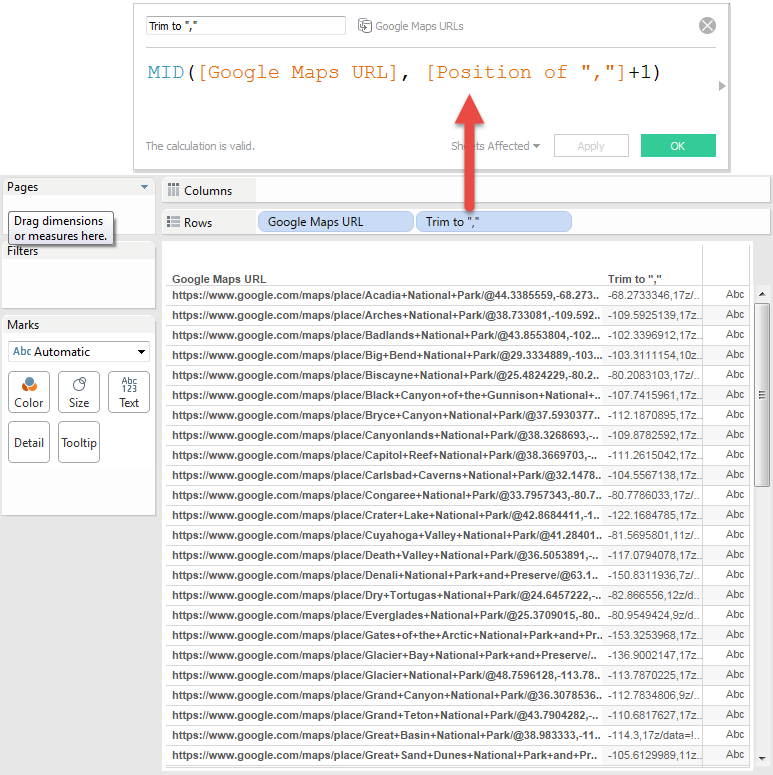 Trim to "," Google Maps URLs
MID([Google Maps URL], [Position of ","]+1)
The calculation is valid. Sheets Affected Apply OK
Pages
Columns
Drag dimensions
or measures here.
Rows Google Maps URL Trim to ","
Filters
Marks
Abc Automatic
Color Size Abc 123 Text
Detail Tooltip
Google Maps URL Trim to ","
https://www.google.com/maps/place/Acadia+National+Park/@44.3385559,-68.273.. -68.2733346,17z/.. Abc
https://www.google.com/maps/place/Arches+National+Park/@38.733081,-109.592.. -109.5925139,17z/.. Abc
https://www.google.com/maps/place/Badlands+National+Park/@43.8553804,-102.. -102.3396912,17z.. Abc
https://www.google.com/maps/place/Big+Bend+National+Park/@29.3334889,-103.. -103.3111154,10z.. Abc
https://www.google.com/maps/place/Biscayne+National+Park/@25.4824229,-80.2.. -80.2083103,17z/.. Abc
https://www.google.com/maps/place/Black+Canyon+of+the+Gunnison+National+.. -107.7415961,17z.. Abc
https://www.google.com/maps/place/Bryce+Canyon+National+Park/@37.5930377.. -112.1870895,17z.. Abc
https://www.google.com/maps/place/Canyonlands+National+Park/@38.3268693,-.. -109.8782592,17z.. Abc
https://www.google.com/maps/place/Capitol+Reef+National+Park/@38.3669703,-.. -111.2615042,17z.. Abc
https://www.google.com/maps/place/Carlsbad+Caverns+National+Park/@32.1478.. -104.5567138,17z.. Abc
https://www.google.com/maps/place/Congaree+National+Park/@33.7957343,-80.7.. -80.7786033,17z/.. Abc
https://www.google.com/maps/place/Crater+Lake+National+Park/@42.8684411,-1.. -122.1684785,17z.. Abc
https://www.google.com/maps/place/Cuyahoga+Valley+National+Park/@41.28401.. -81.5695801,11z/.. Abc
https://www.google.com/maps/place/Death+Valley+National+Park/@36.5053891,-.. -117.0794078,17z.. Abc
https://www.google.com/maps/place/Denali+National+Park+and+Preserve/@63.1.. -150.8311936,7z/.. Abc
https://www.google.com/maps/place/Dry+Tortugas+National+Park/@24.6457222,-.. -82.866556,12z/d.. Abc
https://www.google.com/maps/place/Everglades+National+Park/@25.3709015,-80.. -80.9549424,9z/d.. Abc
https://www.google.com/maps/place/Gates+of+the+Arctic+National+Park+and+Pr.. -153.3253968,17z.. Abc
https://www.google.com/maps/place/Glacier+Bay+National+Park+and+Preserve/.. -136.9002147,17z.. Abc
https://www.google.com/maps/place/Glacier+National+Park/@48.7596128,-113.78.. -113.7870225,17z.. Abc
https://www.google.com/maps/place/Grand+Canyon+National+Park/@36.3078536.. -112.7834806,9z/.. Abc
https://www.google.com/maps/place/Grand+Teton+National+Park/@43.7904282,-.. -110.6817627,17z/.. Abc
https://www.google.com/maps/place/Great+Basin+National+Park/@38.983333,-11.. -114.3,17z/data=!.. Abc
https://www.google.com/maps/place/Great+Sand+Dunes+National+Park+and+Pr.. -105.6129989,11z.. Abc